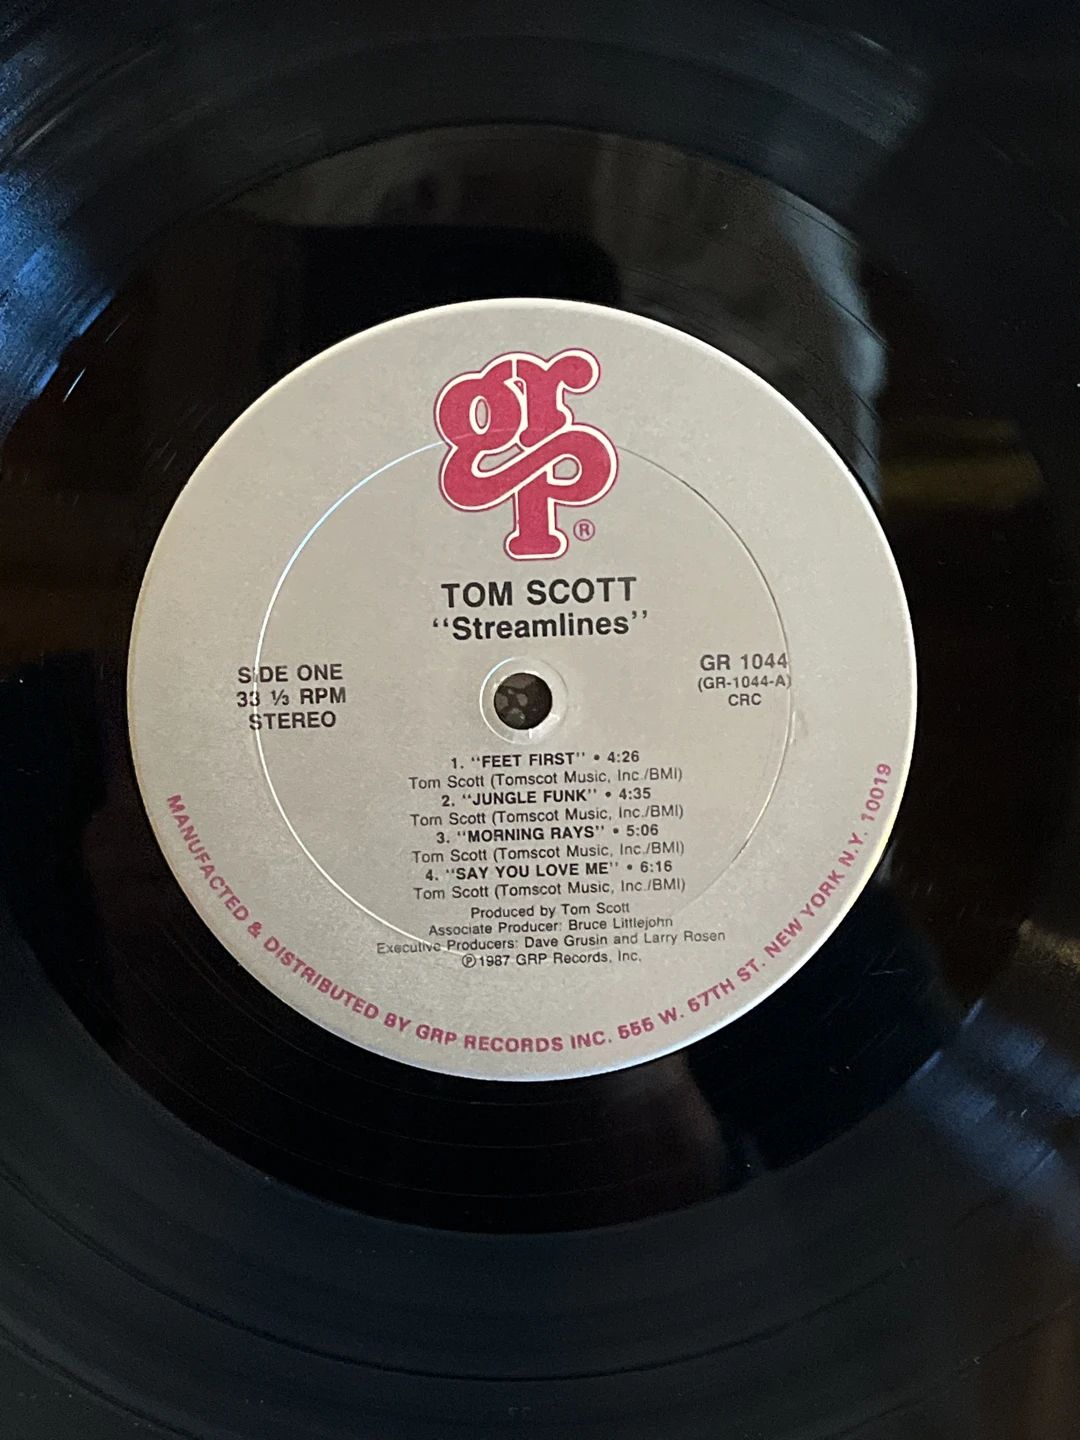 grp®
TOM SCOTT
“Streamlines”
SIDE ONE
33 ⅓ RPM
STEREO
GR 1044
(GR-1044-A)
CRC
1. “FEET FIRST” • 4:26
Tom Scott (Tomscot Music, Inc./BMI)
2. “JUNGLE FUNK” • 4:35
Tom Scott (Tomscot Music, Inc./BMI)
3. “MORNING RAYS” • 5:06
Tom Scott (Tomscot Music, Inc./BMI)
4. “SAY YOU LOVE ME” • 6:16
Tom Scott (Tomscot Music, Inc./BMI)
Produced by Tom Scott
Associate Producer: Bruce Littlejohn
Executive Producers: Dave Grusin and Larry Rosen
℗1987 GRP Records, Inc.
MANUFACTED & DISTRIBUTED BY GRP RECORDS INC. 555 W. 57TH ST. NEW YORK N.Y. 10019